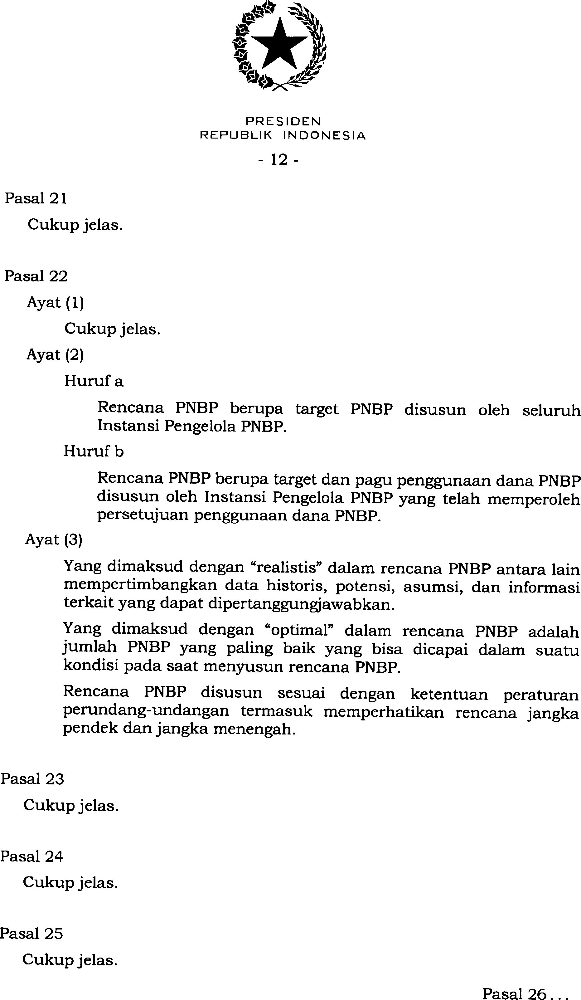 PRESIDEN
REPUBLIK INDONESIA
- 12 -
Pasal 21
Cukup jelas.
Pasal 22
Ayat (1)
Cukup jelas.
Ayat (2)
Huruf a
Rencana PNBP berupa target PNBP disusun oleh seluruh
Instansi Pengelola PNBP.
Huruf b
Rencana PNBP berupa target dan pagu penggunaan dana PNBP
disusun oleh Instansi Pengelola PNBP yang telah memperoleh
persetujuan penggunaan dana PNBP.
Ayat (3)
Yang dimaksud dengan “realistis” dalam rencana PNBP antara lain
mempertimbangkan data historis, potensi, asumsi, dan informasi
terkait yang dapat dipertanggungjawabkan.
Yang dimaksud dengan “optimal” dalam rencana PNBP adalah
jumlah PNBP yang paling baik yang bisa dicapai dalam suatu
kondisi pada saat menyusun rencana PNBP.
Rencana PNBP disusun sesuai dengan ketentuan peraturan
perundang-undangan termasuk memperhatikan rencana jangka
pendek dan jangka menengah.
Pasal 23
Cukup jelas.
Pasal 24
Cukup jelas.
Pasal 25
Cukup jelas.
Pasal 26...